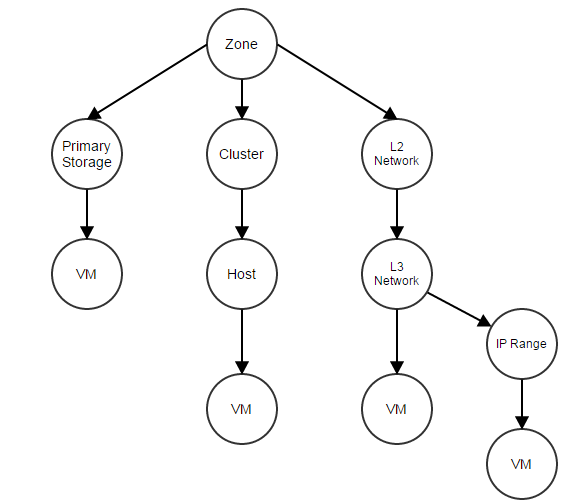 Zone
Primary
Storage
Cluster
L2
Network
VM
Host
L3
Network
IP Range
VM
VM
VM